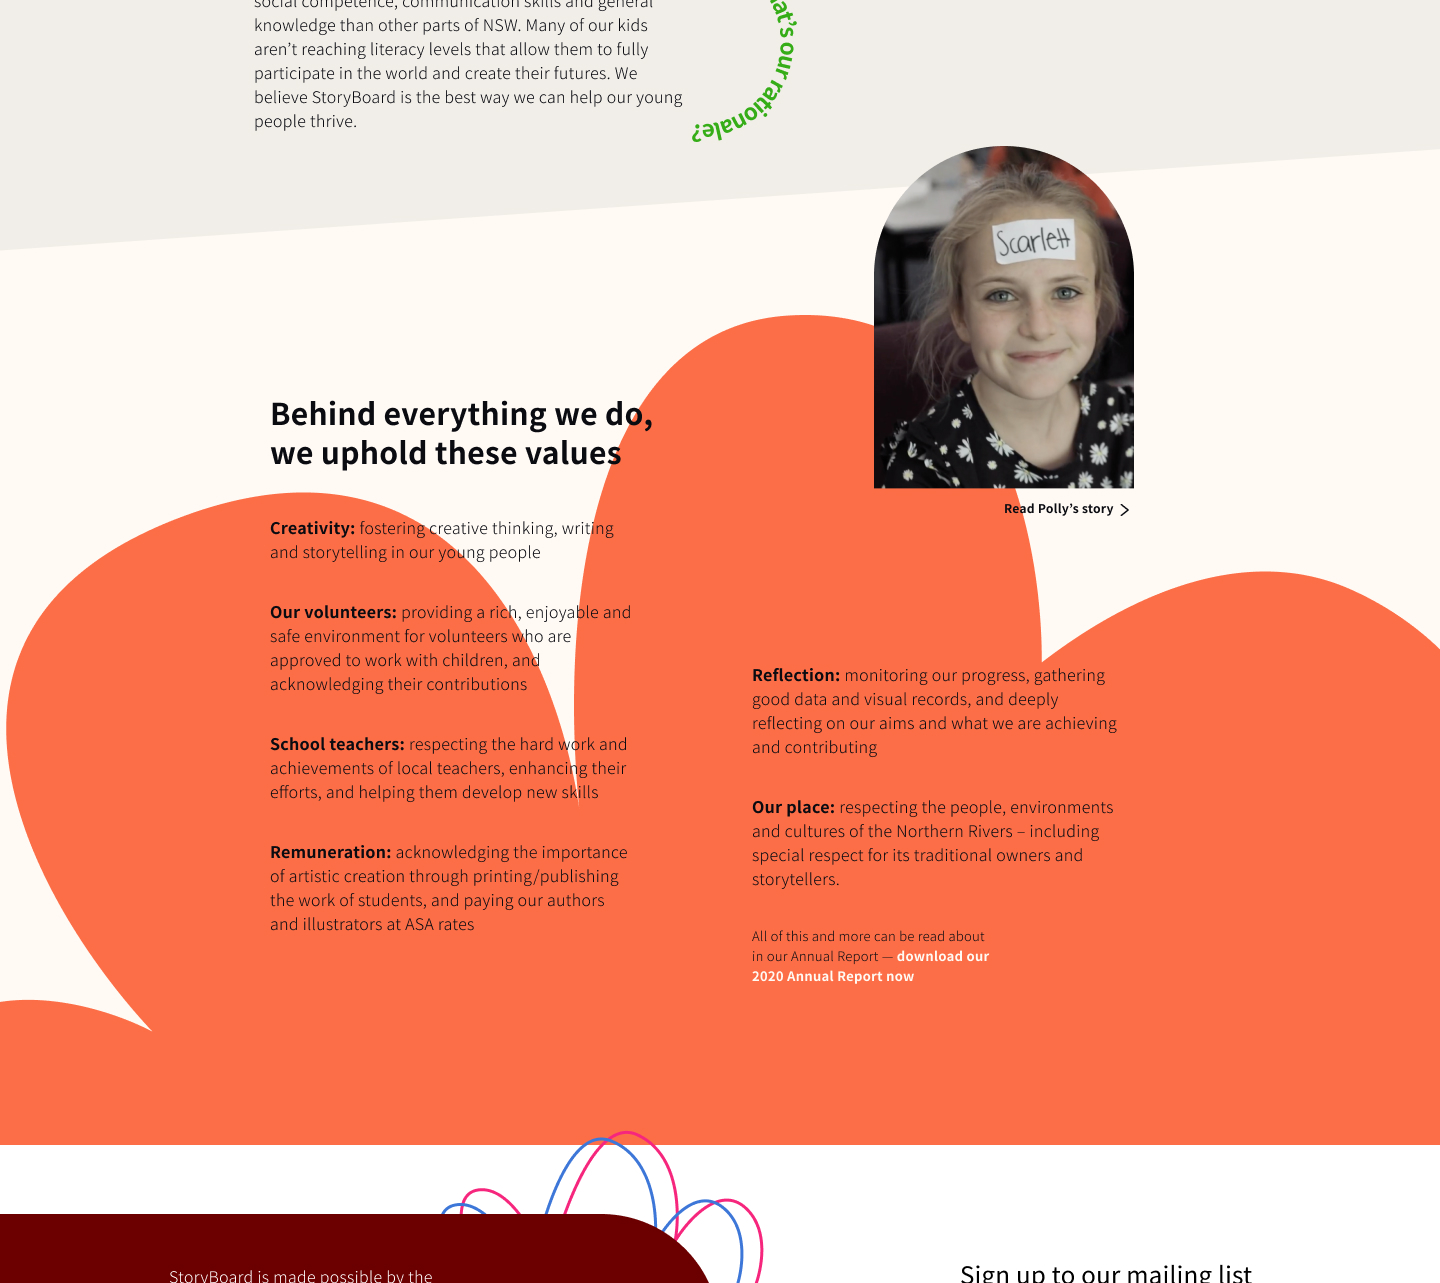 social competence, communication skills and general
knowledge than other parts of NSW. Many of our kids
aren’t reaching literacy levels that allow them to fully
participate in the world and create their futures. We
believe StoryBoard is the best way we can help our young
people thrive.
our rationale?
Scarlett
Read Polly’s story
Behind everything we do,
we uphold these values
Creativity: fostering creative thinking, writing
and storytelling in our young people
Our volunteers: providing a rich, enjoyable and
safe environment for volunteers who are
approved to work with children, and
acknowledging their contributions
School teachers: respecting the hard work and
achievements of local teachers, enhancing their
efforts, and helping them develop new skills
Remuneration: acknowledging the importance
of artistic creation through printing/publishing
the work of students, and paying our authors
and illustrators at ASA rates
Reflection: monitoring our progress, gathering
good data and visual records, and deeply
reflecting on our aims and what we are achieving
and contributing
Our place: respecting the people, environments
and cultures of the Northern Rivers – including
special respect for its traditional owners and
storytellers.
All of this and more can be read about
in our Annual Report — download our
2020 Annual Report now
StoryBoard is made possible by the
Sign up to our mailing list